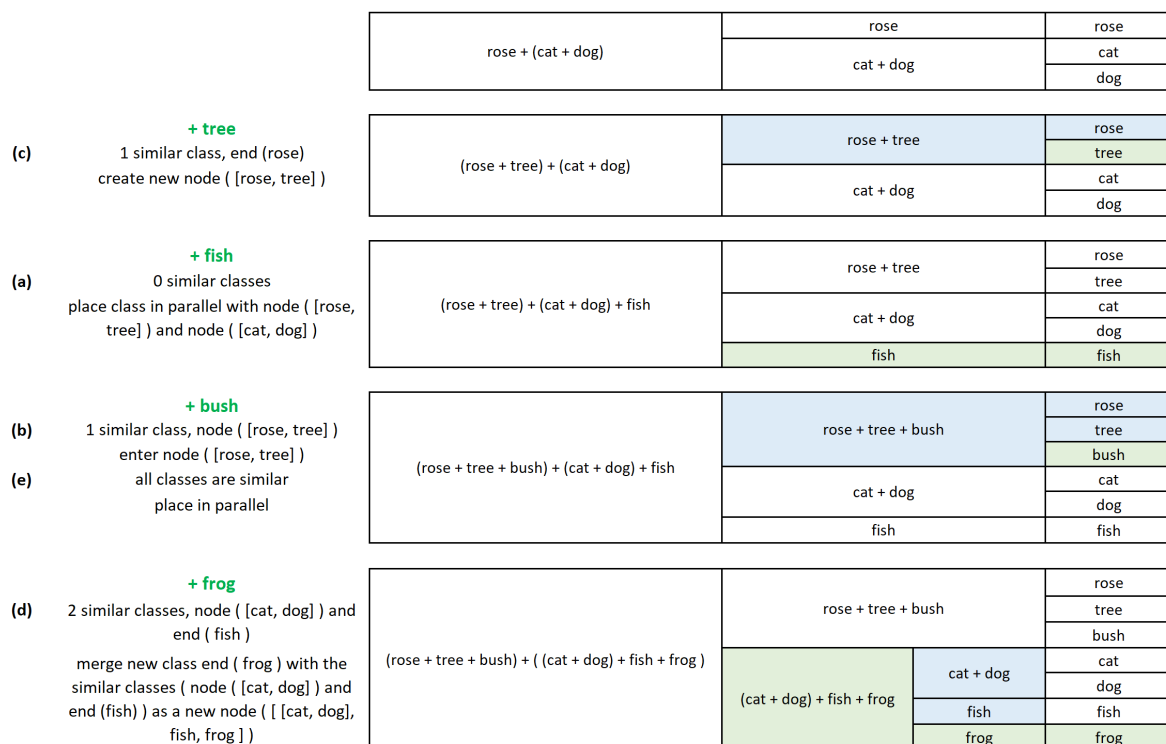 rose + (cat + dog)
rose
cat + dog
rose
cat
dog
(c)
+ tree
1 similar class, end (rose)
create new node ( [rose, tree] )
(rose + tree) + (cat + dog)
rose + tree
cat + dog
rose
tree
cat
dog
(a)
+ fish
0 similar classes
place class in parallel with node ( [rose,
tree] ) and node ( [cat, dog] )
(rose + tree) + (cat + dog) + fish
rose + tree
cat + dog
fish
rose
tree
cat
dog
fish
(b)
+ bush
1 similar class, node ( [rose, tree] )
enter node ( [rose, tree] )
(e)
all classes are similar
place in parallel
(rose + tree + bush) + (cat + dog) + fish
rose + tree + bush
cat + dog
fish
rose
tree
bush
cat
dog
fish
(d)
+ frog
2 similar classes, node ( [cat, dog] ) and
end ( fish )
merge new class end ( frog ) with the
similar classes ( node ( [cat, dog] ) and
end (fish) ) as a new node ( [ [cat, dog],
fish, frog ] )
(rose + tree + bush) + ( (cat + dog) + fish + frog )
rose + tree + bush
(cat + dog) + fish + frog
cat + dog
fish
frog
rose
tree
bush
cat
dog
fish
frog